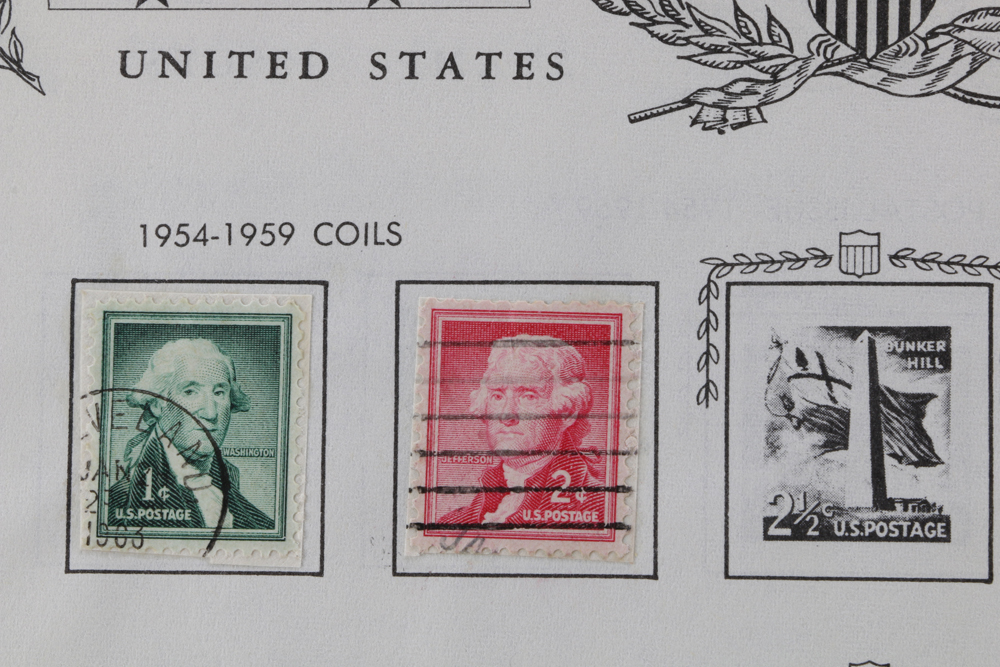 UNITED STATES
1954-1959 COILS
WASHINGTON
1¢
U.S.POSTAGE
JAN
1963
JEFFERSON
2¢
U.S.POSTAGE
BUNKER
HILL
2½¢
U.S.POSTAGE